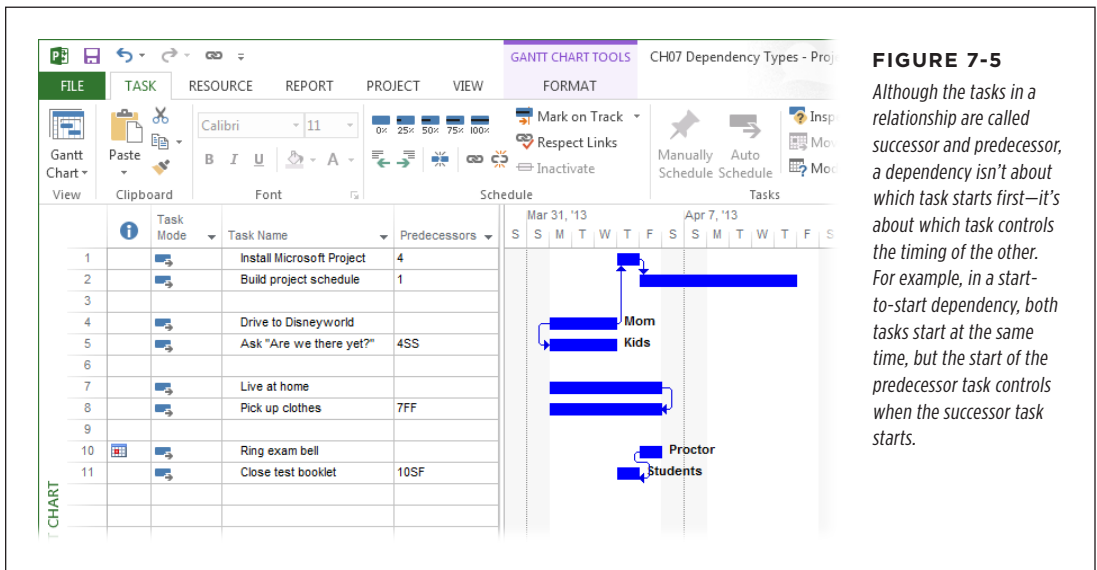 GANTT CHART TOOLS CH07 Dependency Types - Proj
FILE TASK RESOURCE REPORT PROJECT VIEW FORMAT
Gantt Chart
View
Paste
Clipboard
Calibri 11
B I U A
Font
0% 25% 50% 75% 100%
Mark on Track
Respect Links
Inactivate
Schedule
Manually Schedule
Auto Schedule
Insp
Mov
Mod
Tasks
Task Mode Task Name Predecessors
Mar 31, '13 Apr 7, '13
S S M T W T F S S M T W T F S
1 Install Microsoft Project 4
2 Build project schedule 1
3
4 Drive to Disneyworld Mom
5 Ask "Are we there yet?" 4SS Kids
6
7 Live at home
8 Pick up clothes 7FF
9
10 Ring exam bell Proctor
11 Close test booklet 10SF Students
T CHART
FIGURE 7-5
Although the tasks in a
relationship are called
successor and predecessor,
a dependency isn't about
which task starts first—it's
about which task controls
the timing of the other.
For example, in a start-
to-start dependency, both
tasks start at the same
time, but the start of the
predecessor task controls
when the successor task
starts.